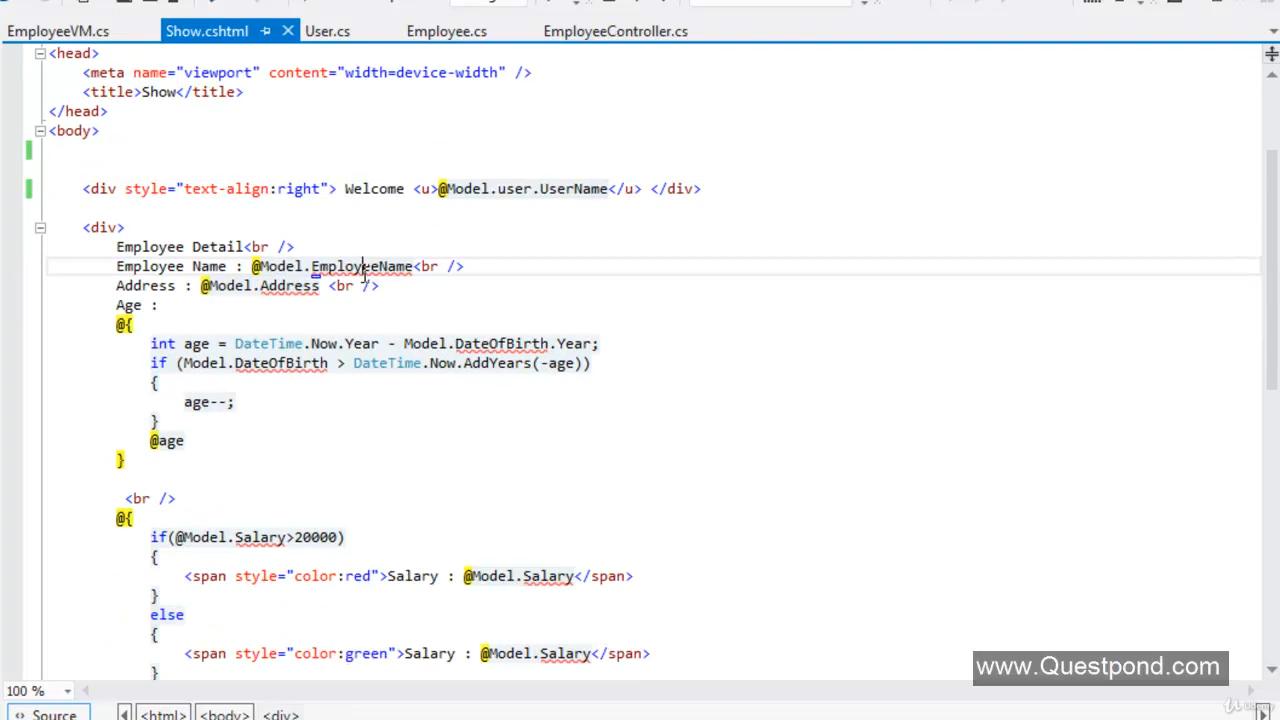 EmployeeVM.cs Show.cshtml User.cs Employee.cs EmployeeController.cs
<head>
<meta name="viewport" content="width=device-width" />
<title>Show</title>
</head>
<body>
<div style="text-align:right"> Welcome <u>@Model.user.UserName</u> </div>
<div>
Employee Detail<br />
Employee Name : @Model.EmployeeName<br />
Address : @Model.Address <br />
Age :
@{
int age = DateTime.Now.Year - Model.DateOfBirth.Year;
if (Model.DateOfBirth > DateTime.Now.AddYears(-age))
{
age--;
}
@age
}
<br />
@{
if(@Model.Salary>20000)
{
<span style="color:red">Salary : @Model.Salary</span>
}
else
{
<span style="color:green">Salary : @Model.Salary</span>
}
www.Questpond.com
100 %
Source <html> <body> <div>
Udemy